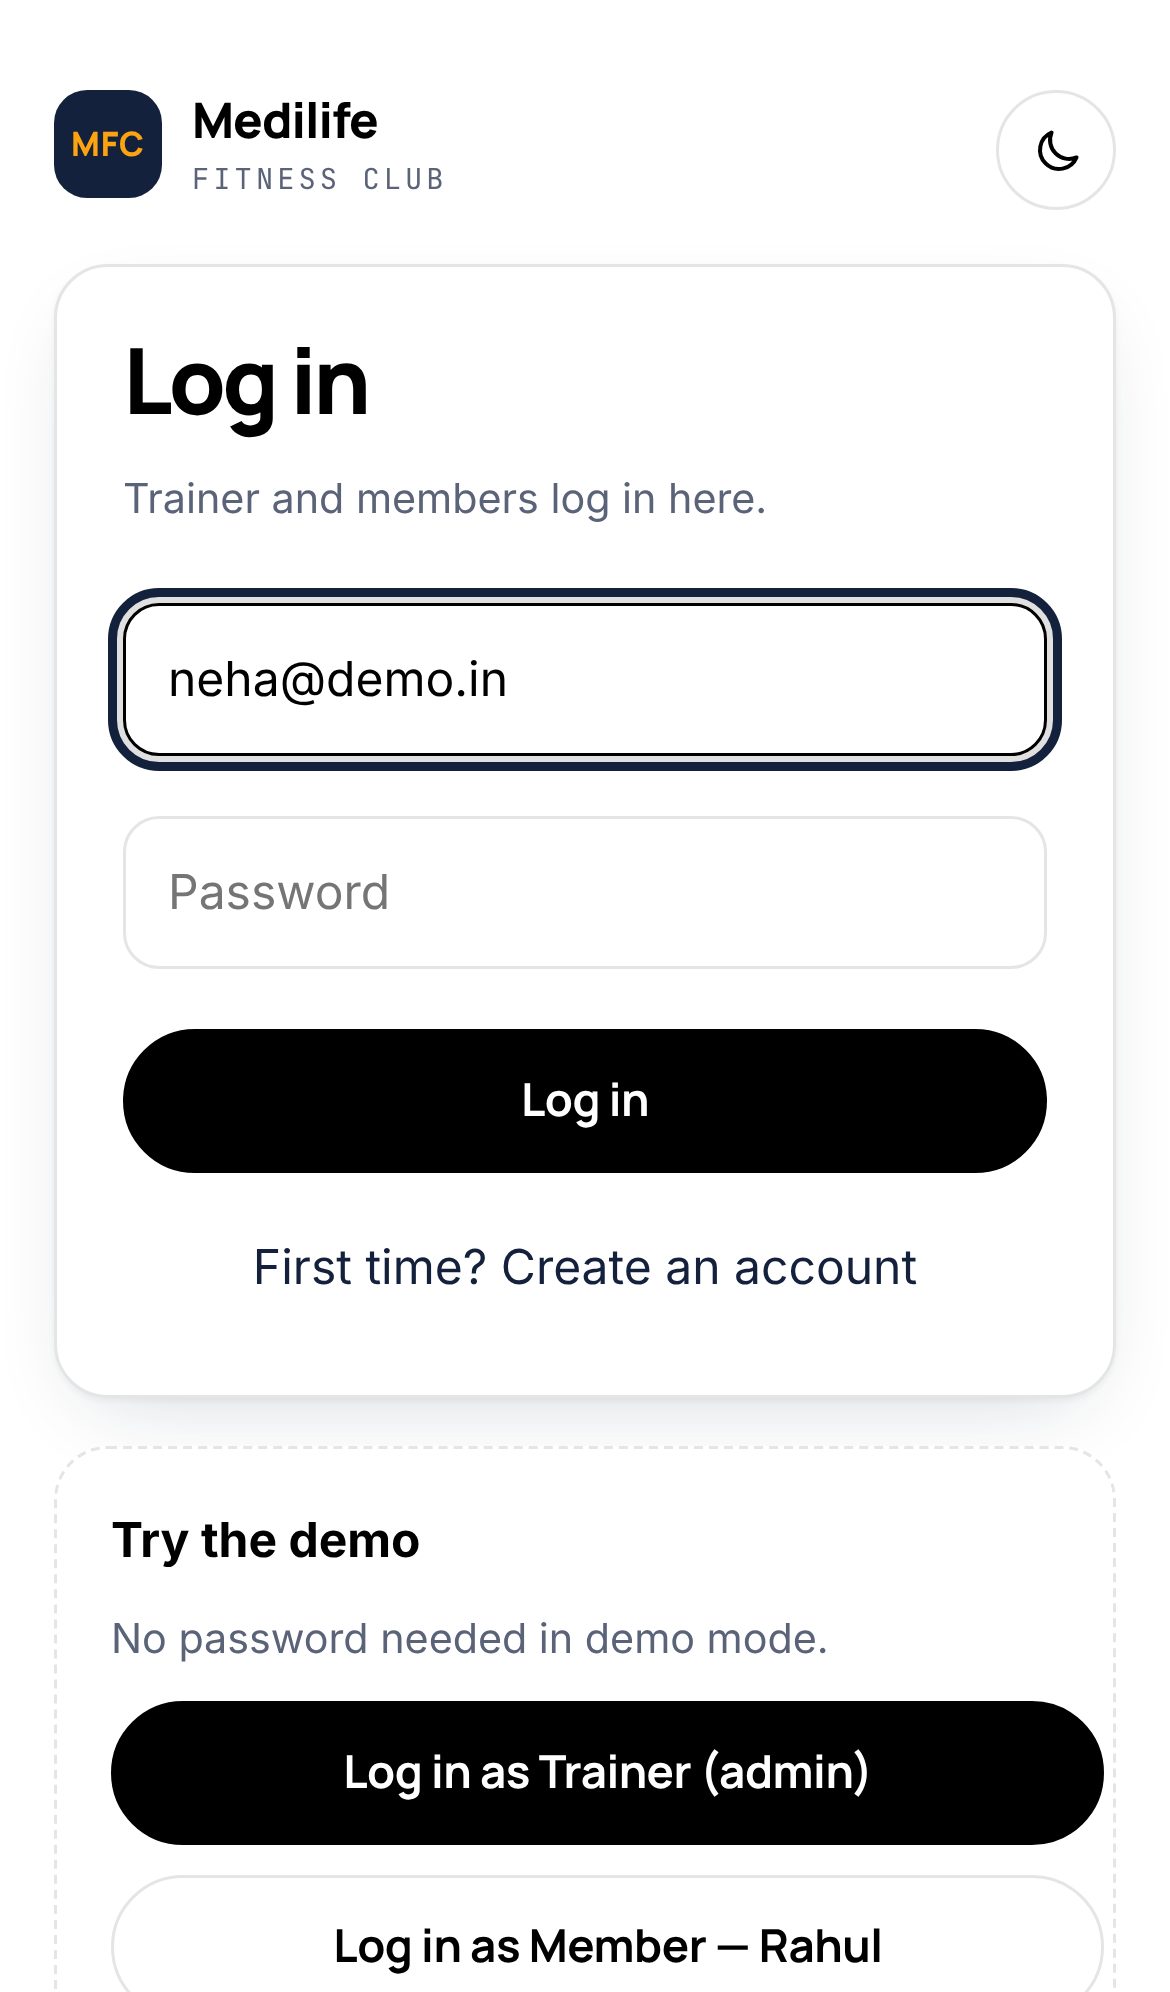 MFC
Medilife
FITNESS CLUB
Log in
Trainer and members log in here.
neha@demo.in
Password
Log in
First time? Create an account
Try the demo
No password needed in demo mode.
Log in as Trainer (admin)
Log in as Member — Rahul